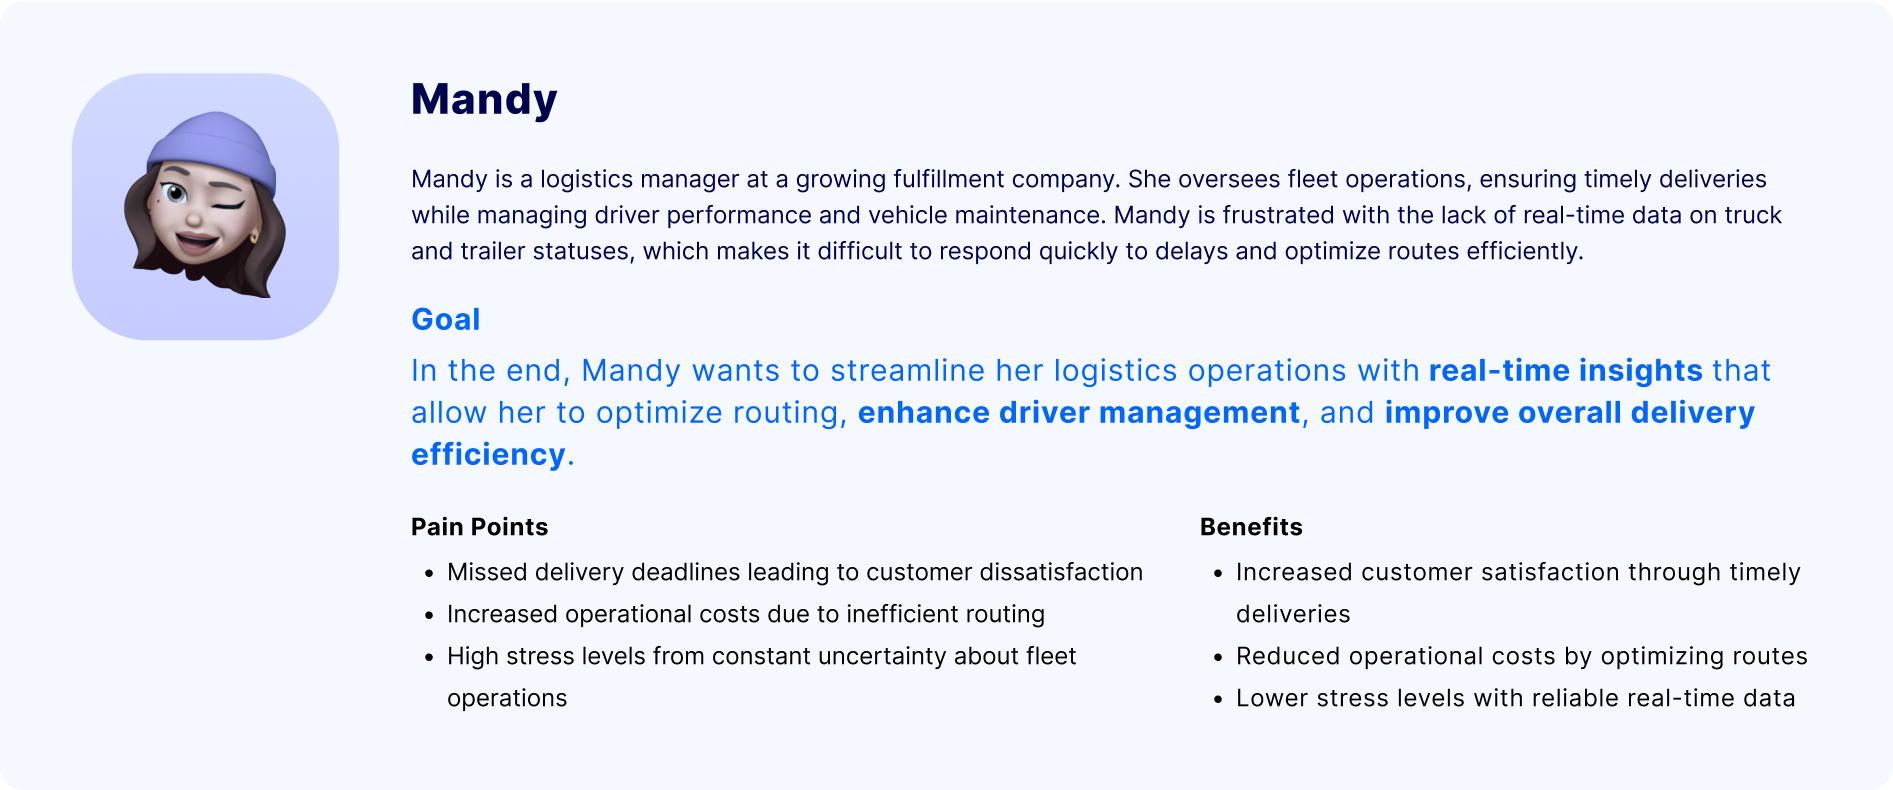 Mandy
Mandy is a logistics manager at a growing fulfillment company. She oversees fleet operations, ensuring timely deliveries
while managing driver performance and vehicle maintenance. Mandy is frustrated with the lack of real-time data on truck
and trailer statuses, which makes it difficult to respond quickly to delays and optimize routes efficiently.
Goal
In the end, Mandy wants to streamline her logistics operations with real-time insights that
allow her to optimize routing, enhance driver management, and improve overall delivery
efficiency.
Pain Points
• Missed delivery deadlines leading to customer dissatisfaction
• Increased operational costs due to inefficient routing
• High stress levels from constant uncertainty about fleet
operations
Benefits
• Increased customer satisfaction through timely
deliveries
• Reduced operational costs by optimizing routes
• Lower stress levels with reliable real-time data